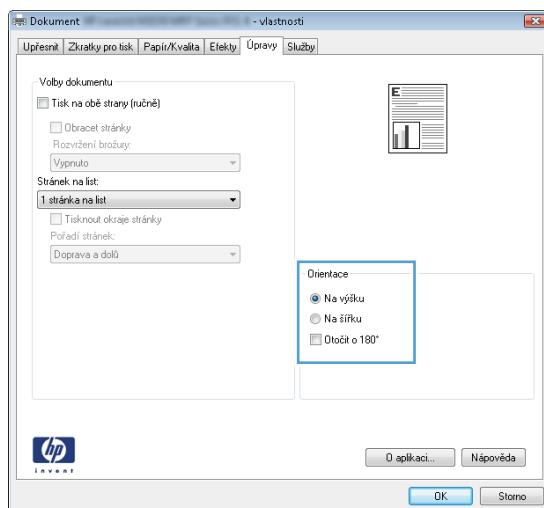 Dokument - vlastnosti
Upřesnit Zkratky pro tisk Papír/Kvalita Efekty Úpravy Služby
Volby dokumentu
Tisk na obě strany (ručně)
Obracet stránky
Rozvržení brožury:
Vypnuto
Stránek na list:
1 stránka na list
Tisknout okraje stránky
Pořadí stránek:
Doprava a dolů
E
Orientace
Na výšku
Na šířku
Otočit o 180°
hp
invent
O aplikaci... Nápověda
OK Storno